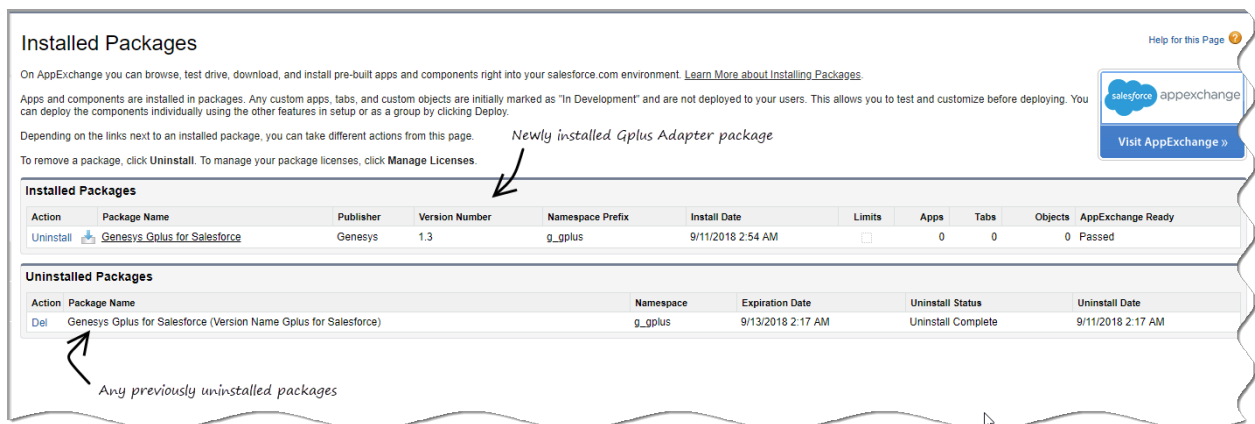 Installed Packages
Help for this Page
On AppExchange you can browse, test drive, download, and install pre-built apps and components right into your salesforce.com environment. Learn More about Installing Packages.
Apps and components are installed in packages. Any custom apps, tabs, and custom objects are initially marked as "In Development" and are not deployed to your users. This allows you to test and customize before deploying. You
can deploy the components individually using the other features in setup or as a group by clicking Deploy.
salesforce appexchange
Visit AppExchange »
Depending on the links next to an installed package, you can take different actions from this page.
Newly installed Gplus Adapter package
To remove a package, click Uninstall. To manage your package licenses, click Manage Licenses.
Installed Packages
Action Package Name Publisher Version Number Namespace Prefix Install Date Limits Apps Tabs Objects AppExchange Ready
Uninstall Genesys Gplus for Salesforce Genesys 1.3 g_gplus 9/11/2018 2:54 AM 0 0 0 Passed
Uninstalled Packages
Action Package Name Namespace Expiration Date Uninstall Status Uninstall Date
Del Genesys Gplus for Salesforce (Version Name Gplus for Salesforce) g_gplus 9/13/2018 2:17 AM Uninstall Complete 9/11/2018 2:17 AM
Any previously uninstalled packages